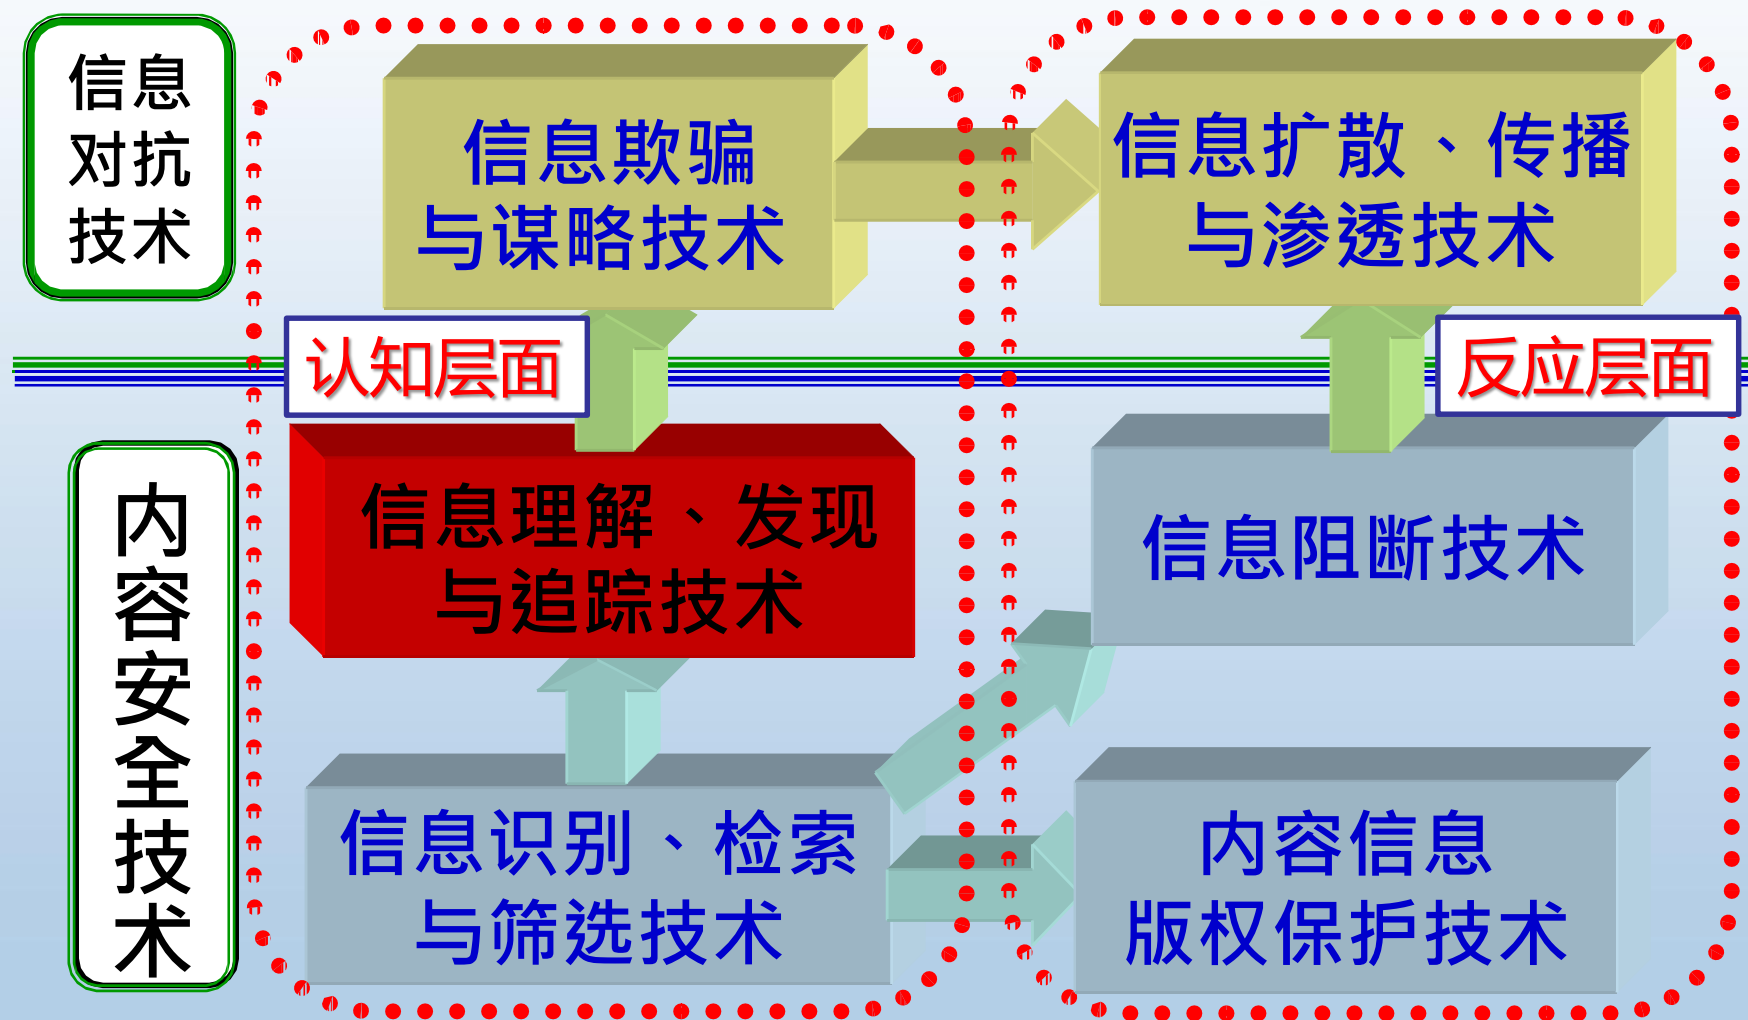 信息
对抗
技术
信息欺骗
与谋略技术
信息扩散、传播
与渗透技术
认知层面
反应层面
内容安全技术
信息理解、发现
与追踪技术
信息阻断技术
信息识别、检索
与筛选技术
内容信息
版权保护技术